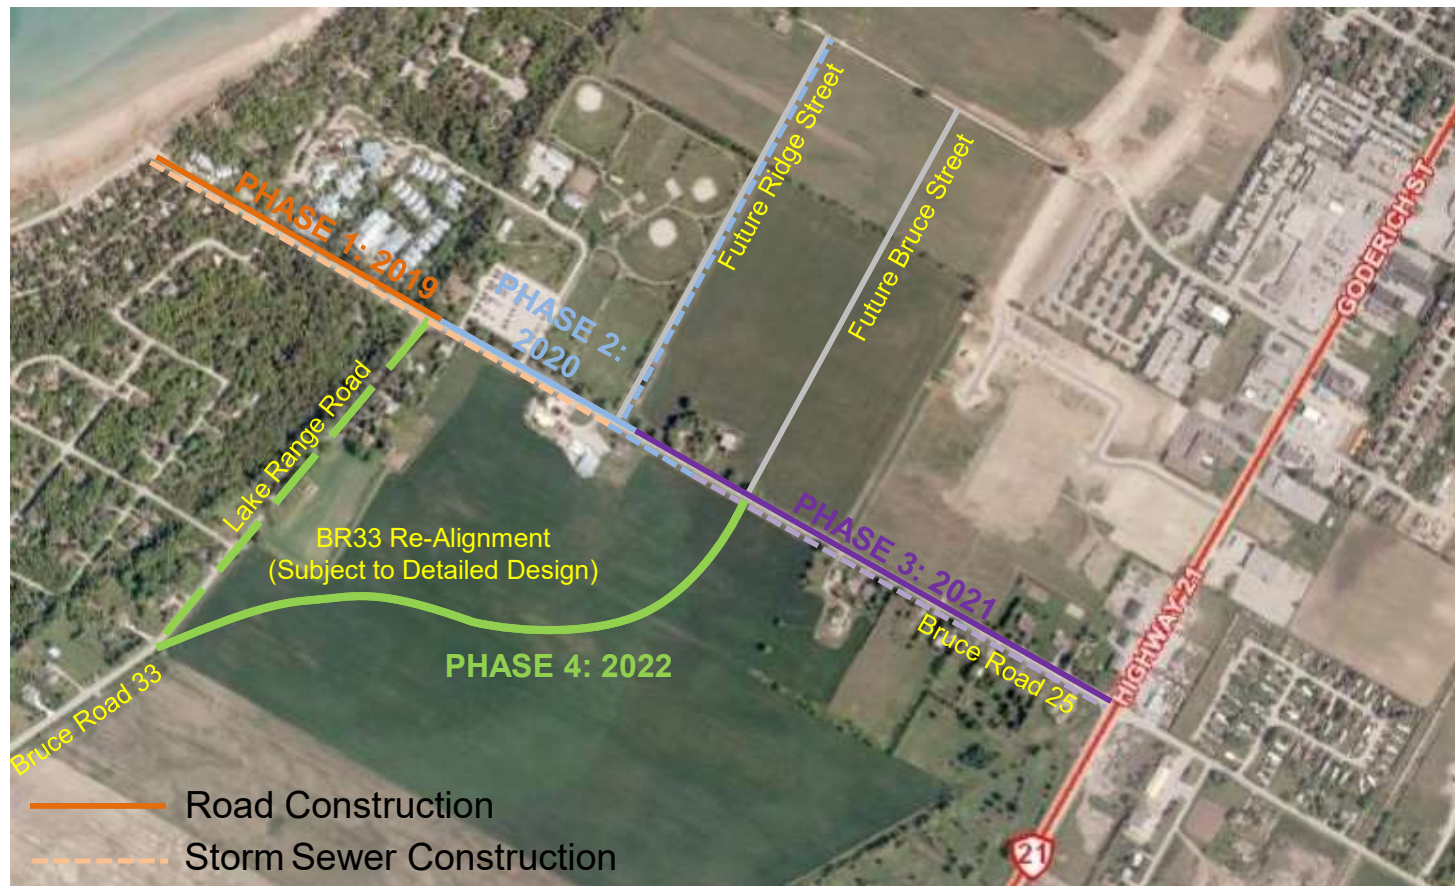 PHASE 1: 2019
PHASE 2:
2020
Future Ridge Street
Future Bruce Street
GODERICH ST
Lake Range Road
BR33 Re-Alignment
(Subject to Detailed Design)
PHASE 3: 2021
Bruce Road 25
HIGHWAY 21
PHASE 4: 2022
Bruce Road 33
Road Construction
Storm Sewer Construction
21